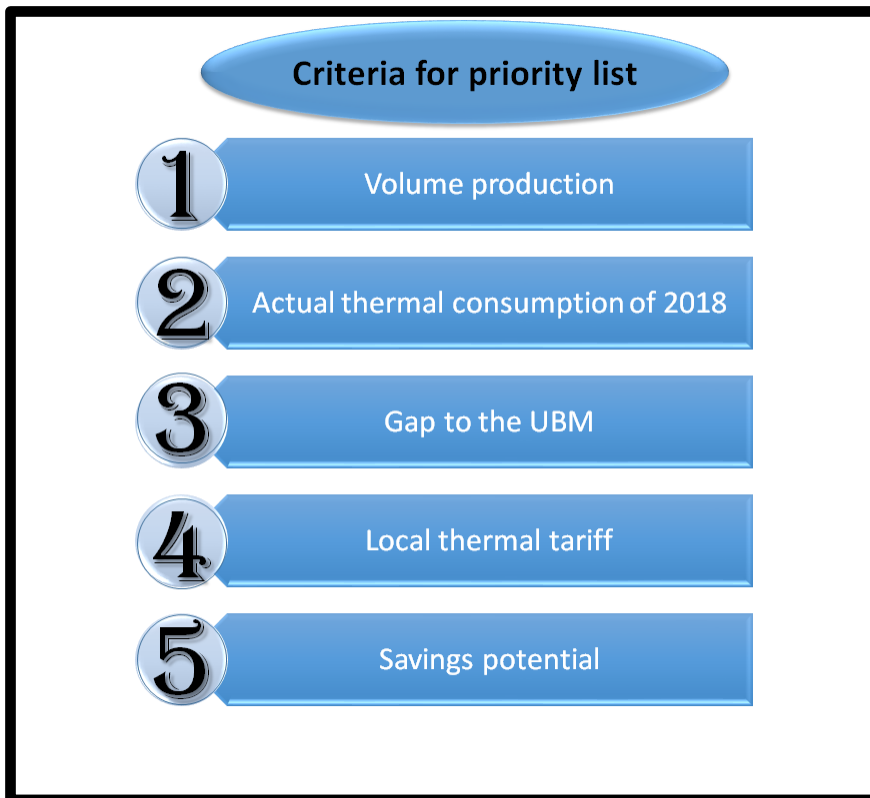 Criteria for priority list
1
Volume production
2
Actual thermal consumption of 2018
3
Gap to the UBM
4
Local thermal tariff
5
Savings potential